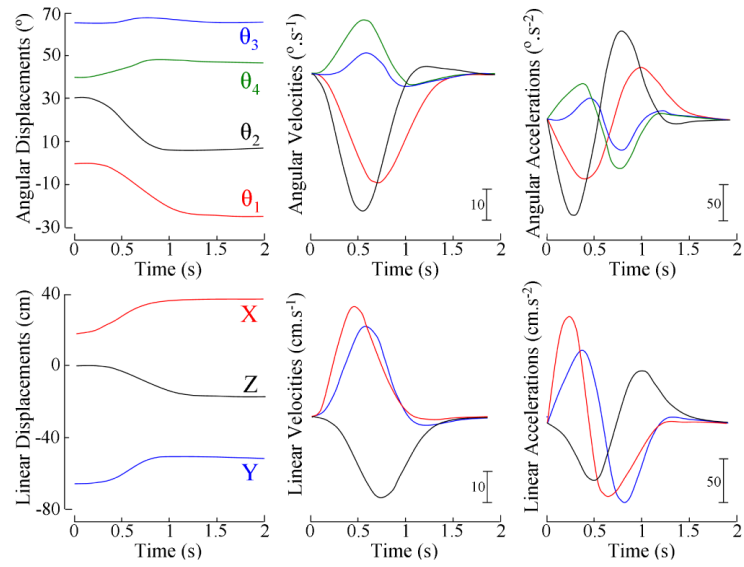 Angular Displacements (º)
70
50
30
10
-10
-30
θ3
θ4
θ2
θ1
0
0.5
1
1.5
2
Time (s)
Angular Velocities (º.s-1)
10
0
0.5
1
1.5
2
Time (s)
Angular Accelerations (º.s-2)
50
0
0.5
1
1.5
2
Time (s)
Linear Displacements (cm)
40
0
-40
-80
X
Z
Y
0
0.5
1
1.5
2
Time (s)
Linear Velocities (cm.s-1)
10
0
0.5
1
1.5
2
Time (s)
Linear Accelerations (cm.s-2)
50
0
0.5
1
1.5
2
Time (s)